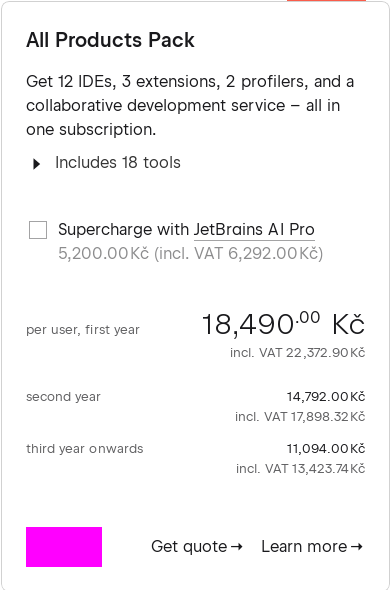 All Products Pack
Get 12 IDEs, 3 extensions, 2 profilers, and a
collaborative development service – all in
one subscription.
Includes 18 tools
Supercharge with JetBrains AI Pro
5,200.00Kč (incl. VAT 6,292.00Kč)
per user, first year 18,490.00 Kč
incl. VAT 22,372.90Kč
second year 14,792.00Kč
incl. VAT 17,898.32Kč
third year onwards 11,094.00Kč
incl. VAT 13,423.74Kč
Get quote→ Learn more→